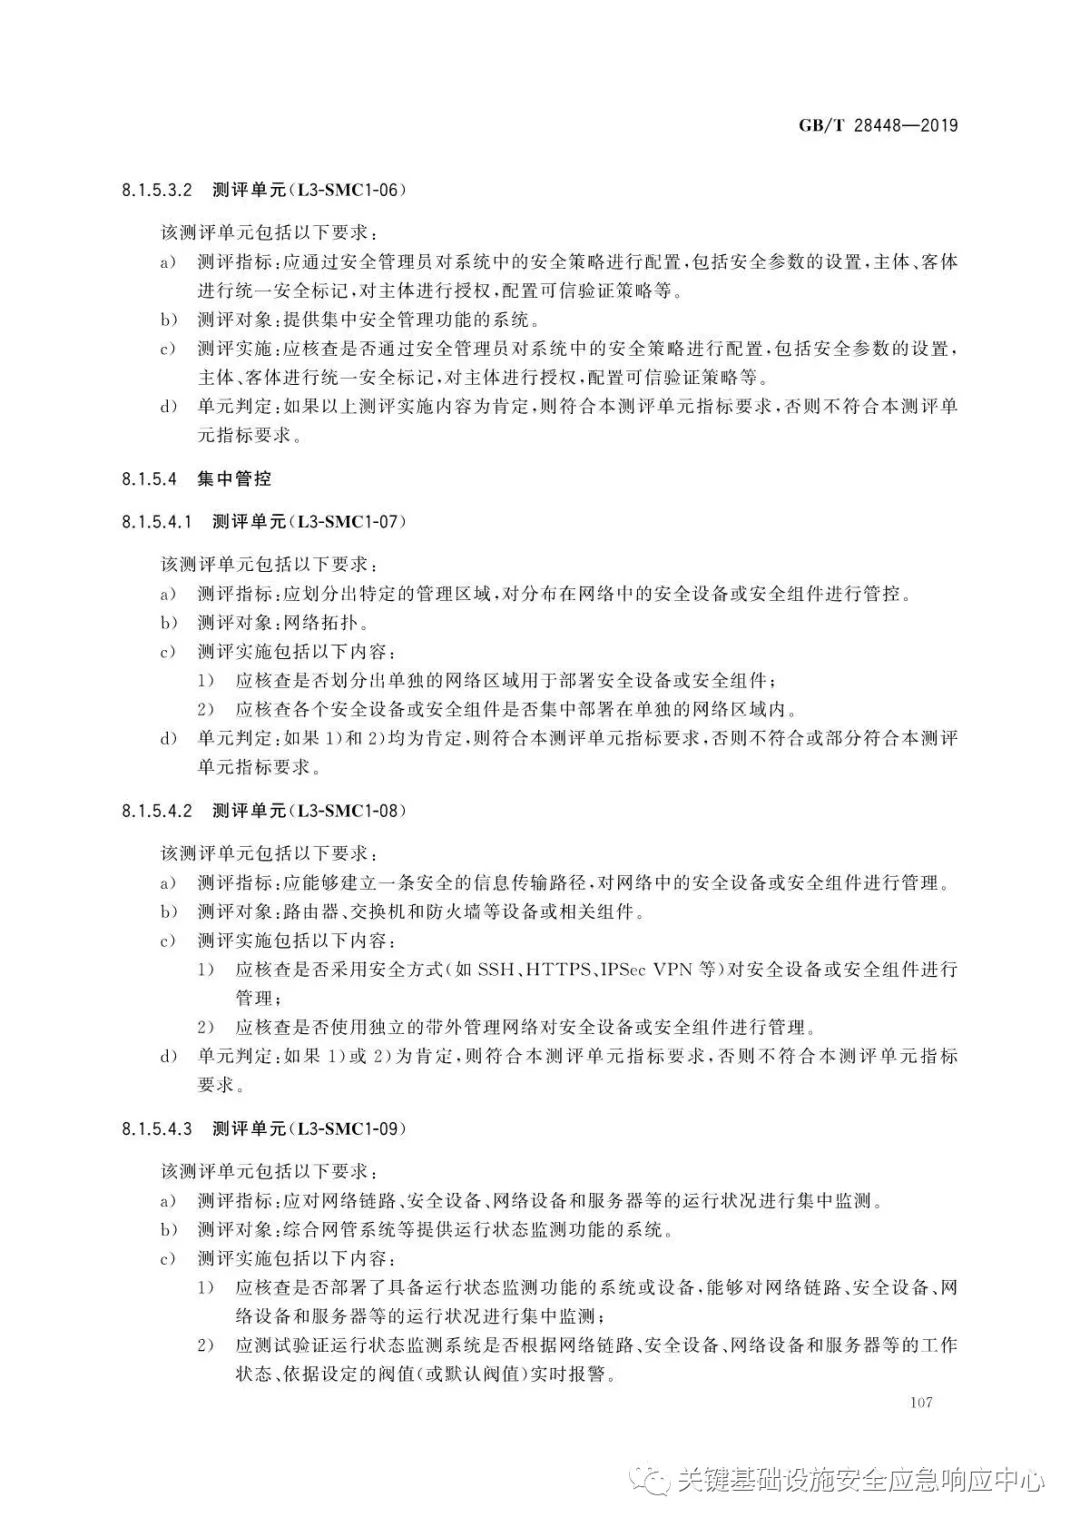 GB/T 28448—2019
8.1.5.3.2 测评单元(L3-SMC1-06)
该测评单元包括以下要求:
a) 测评指标:应通过安全管理员对系统中的安全策略进行配置,包括安全参数的设置,主体、客体
进行统一安全标记,对主体进行授权,配置可信验证策略等。
b) 测评对象:提供集中安全管理功能的系统。
c) 测评实施:应核查是否通过安全管理员对系统中的安全策略进行配置,包括安全参数的设置,
主体、客体进行统一安全标记,对主体进行授权,配置可信验证策略等。
d) 单元判定:如果以上测评实施内容为肯定,则符合本测评单元指标要求,否则不符合本测评单
元指标要求。
8.1.5.4 集中管控
8.1.5.4.1 测评单元(L3-SMC1-07)
该测评单元包括以下要求:
a) 测评指标:应划分出特定的管理区域,对分布在网络中的安全设备或安全组件进行管控。
b) 测评对象:网络拓扑。
c) 测评实施包括以下内容:
1) 应核查是否划分出单独的网络区域用于部署安全设备或安全组件;
2) 应核查各个安全设备或安全组件是否集中部署在单独的网络区域内。
d) 单元判定:如果 1)和 2)均为肯定,则符合本测评单元指标要求,否则不符合或部分符合本测评
单元指标要求。
8.1.5.4.2 测评单元(L3-SMC1-08)
该测评单元包括以下要求:
a) 测评指标:应能够建立一条安全的信息传输路径,对网络中的安全设备或安全组件进行管理。
b) 测评对象:路由器、交换机和防火墙等设备或相关组件。
c) 测评实施包括以下内容:
1) 应核查是否采用安全方式(如 SSH、HTTPS、IPSec VPN 等)对安全设备或安全组件进行
管理;
2) 应核查是否使用独立的带外管理网络对安全设备或安全组件进行管理。
d) 单元判定:如果 1)或 2)为肯定,则符合本测评单元指标要求,否则不符合本测评单元指标
要求。
8.1.5.4.3 测评单元(L3-SMC1-09)
该测评单元包括以下要求:
a) 测评指标:应对网络链路、安全设备、网络设备和服务器等的运行状况进行集中监测。
b) 测评对象:综合网管系统等提供运行状态监测功能的系统。
c) 测评实施包括以下内容:
1) 应核查是否部署了具备运行状态监测功能的系统或设备,能够对网络链路、安全设备、网
络设备和服务器等的运行状况进行集中监测;
2) 应测试验证运行状态监测系统是否根据网络链路、安全设备、网络设备和服务器等的工作
状态、依据设定的阀值(或默认阀值)实时报警。
107
关键基础设施安全应急响应中心